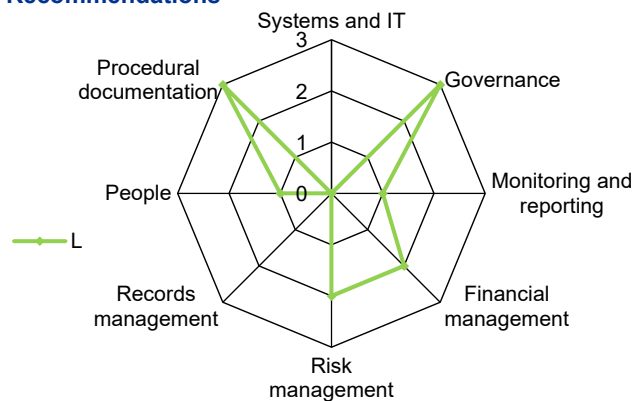 Recommendations
Systems and IT
3
Procedural
documentation
Governance
2
1
People
0
Monitoring and
reporting
L
Records
management
Financial
management
Risk
management